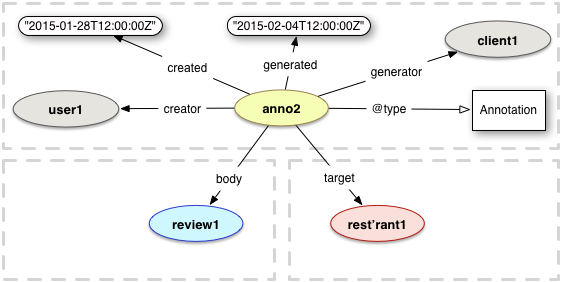 "2015-01-28T12:00:00Z"
"2015-02-04T12:00:00Z"
client1
created
generated
generator
user1
creator
anno2
@type
Annotation
body
target
review1
rest'rant1